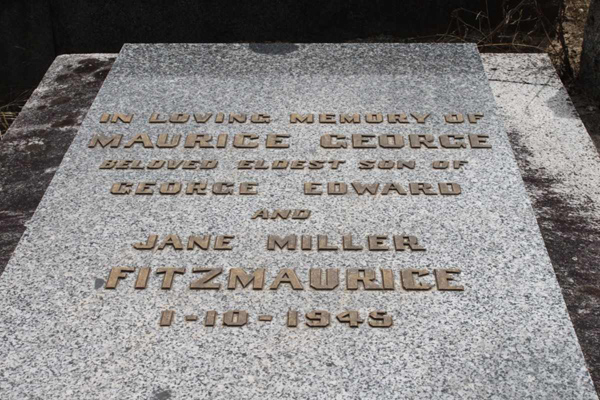 IN LOVING MEMORY OF
MAURICE GEORGE
BELOVED ELDEST SON OF
GEORGE EDWARD
AND
JANE MILLER
FITZMAURICE
1-10-1945